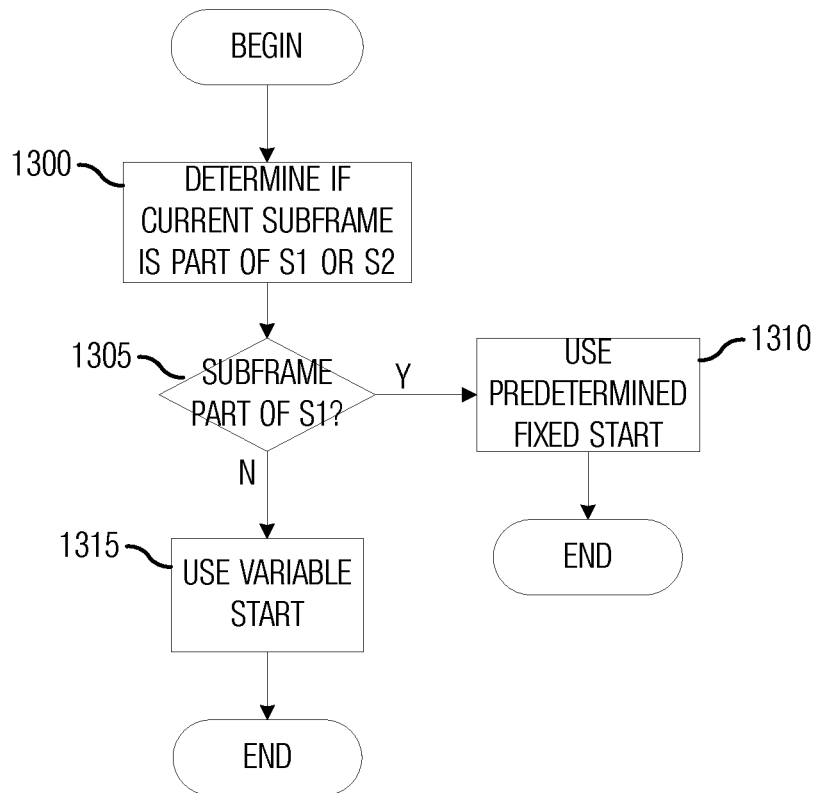 BEGIN
1300
DETERMINE IF
CURRENT SUBFRAME
IS PART OF S1 OR S2
1305
SUBFRAME
PART OF S1?
Y
N
1310
USE
PREDETERMINED
FIXED START
END
1315
USE VARIABLE
START
END